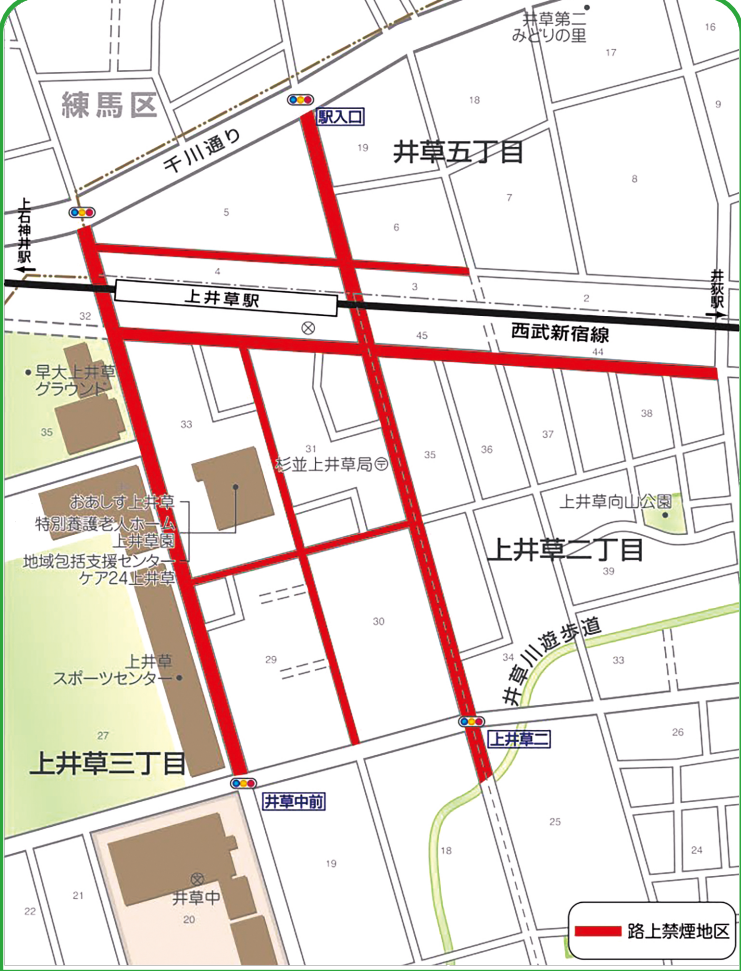 井草第二
みどりの里
16
17
練馬区
18
9
駅入口
千川通り
19
井草五丁目
8
7
上石神井駅
5
6
4
3
井荻駅
2
上井草駅
32
45
西武新宿線
44
早大上井草
グラウンド
38
33
35
37
31
36
杉並上井草局
35
おあしす上井草
特別養護老人ホーム
上井草園
地域包括支援センター
ケア24上井草
上井草向山公園
上井草二丁目
39
30
井草川遊歩道
29
34
33
上井草
スポーツセンター
27
26
上井草二
上井草三丁目
井草中前
25
18
19
24
井草中
21
22
20
路上禁煙地区